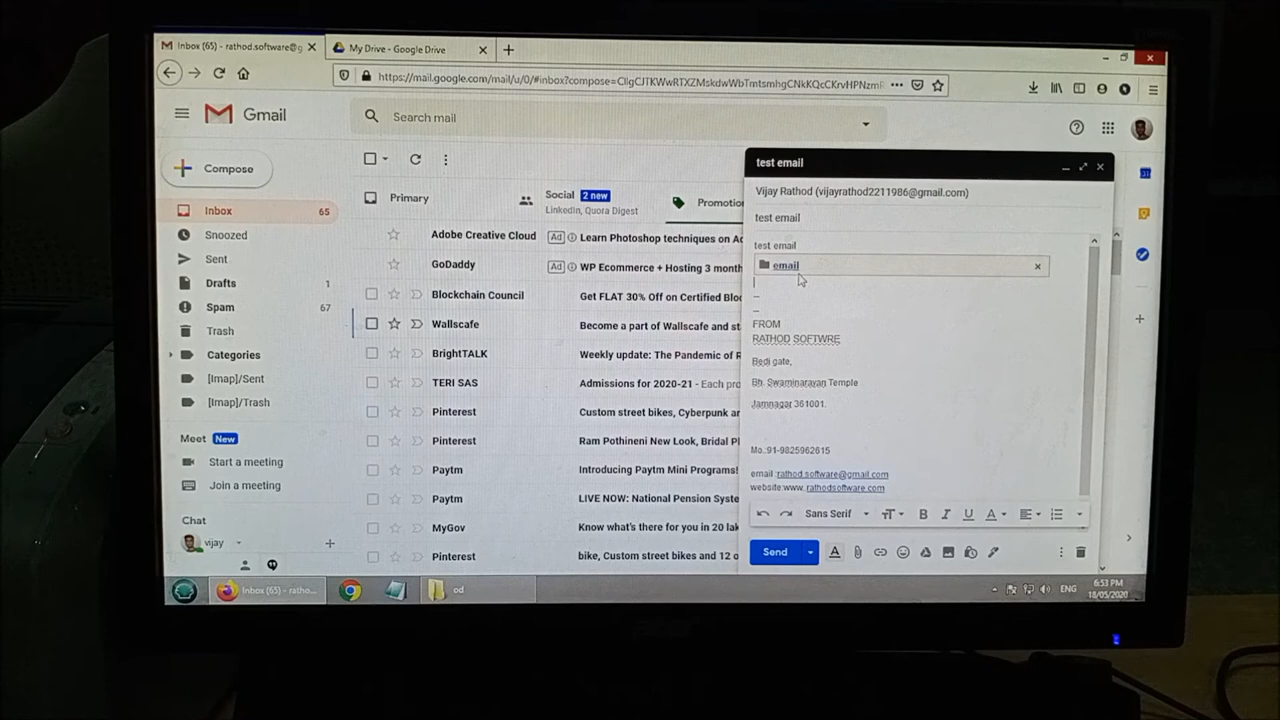 Inbox (65) - rathod.software@g
My Drive - Google Drive
https://mail.google.com/mail/u/0/#inbox?compose=
Gmail
Search mail
Compose
Inbox 65
Snoozed
Sent
Drafts 1
Spam 67
Trash
Categories
[Imap]/Sent
[Imap]/Trash
Meet New
Start a meeting
Join a meeting
Chat
vijay
Primary
Social 2 new
LinkedIn, Quora Digest
Promotion
Adobe Creative Cloud Ad Learn Photoshop techniques on Ad
GoDaddy Ad WP Ecommerce + Hosting 3 month
Blockchain Council Get FLAT 30% Off on Certified Bloc
Wallscafe Become a part of Wallscafe and st
BrightTALK Weekly update: The Pandemic of R
TERI SAS Admissions for 2020-21 - Each pro
Pinterest Custom street bikes, Cyberpunk ar
Pinterest Ram Pothineni New Look, Bridal Pl
Paytm Introducing Paytm Mini Programs!
Paytm LIVE NOW: National Pension Syste
MyGov Know what's there for you in 20 lak
Pinterest bike, Custom street bikes and 12 o
test email
Vijay Rathod (vijayrathod2211986@gmail.com)
test email
test email
email
--
--
FROM
RATHOD SOFTWRE
Bedi gate,
Bh. Swaminarayan Temple
Jamnagar 361001.
Mo.:91-9825962615
email:rathod.software@gmail.com
website:www.rathodsoftware.com
Sans Serif
Send
Inbox (65) - ratho...
od
ENG
6:53 PM
18/05/2020